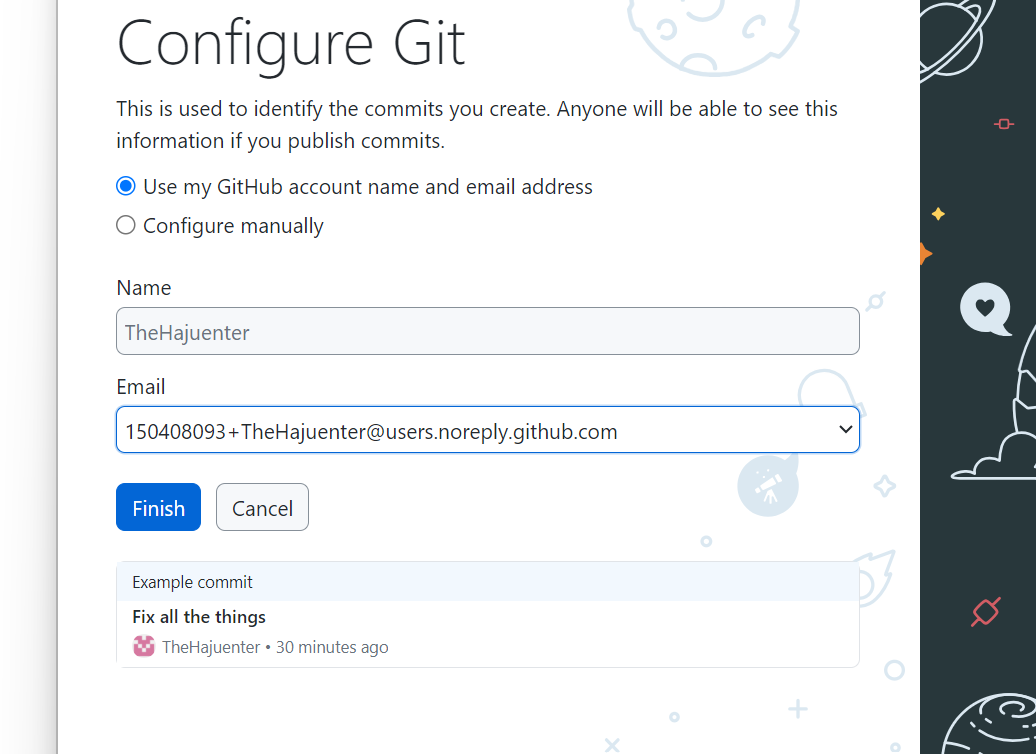 Configure Git
This is used to identify the commits you create. Anyone will be able to see this
information if you publish commits.
Use my GitHub account name and email address
Configure manually
Name
TheHajuenter
Email
150408093+TheHajuenter@users.noreply.github.com
Finish Cancel
Example commit
Fix all the things
TheHajuenter • 30 minutes ago